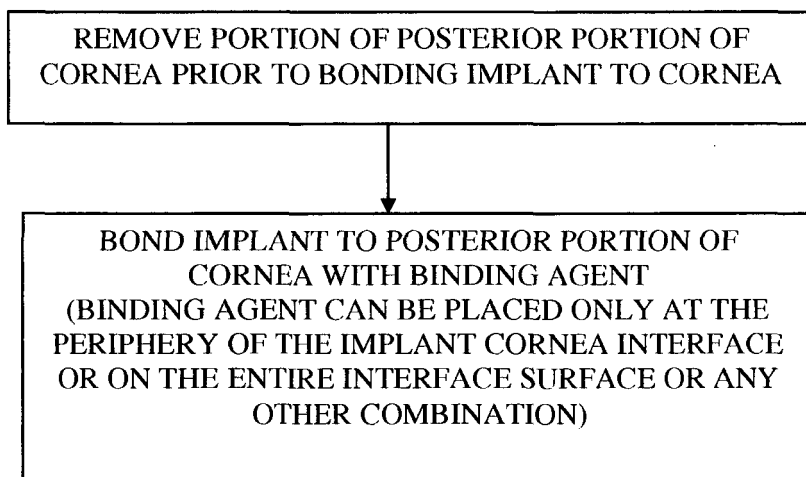 REMOVE PORTION OF POSTERIOR PORTION OF
CORNEA PRIOR TO BONDING IMPLANT TO CORNEA
BOND IMPLANT TO POSTERIOR PORTION OF
CORNEA WITH BINDING AGENT
(BINDING AGENT CAN BE PLACED ONLY AT THE
PERIPHERY OF THE IMPLANT CORNEA INTERFACE
OR ON THE ENTIRE INTERFACE SURFACE OR ANY
OTHER COMBINATION)